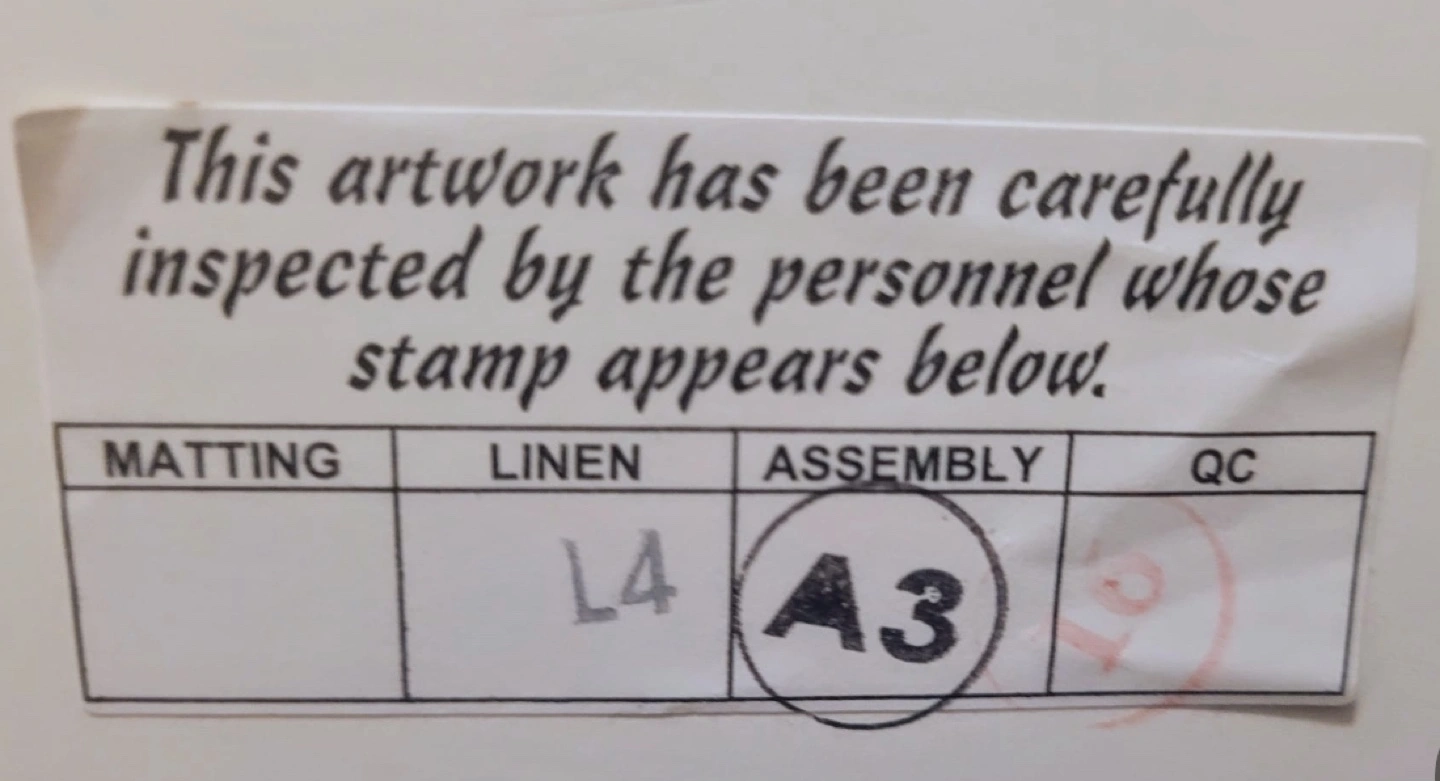 This artwork has been carefully
inspected by the personnel whose
stamp appears below.
MATTING LINEN ASSEMBLY QC
L4 A3